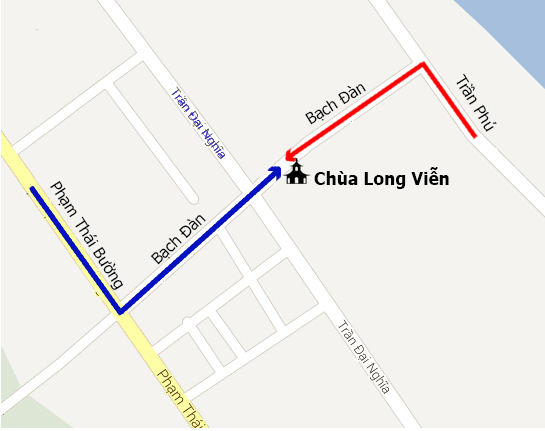 Trần Phú
Bạch Đàn
Trần Đại Nghĩa
Chùa Long Viễn
Phạm Thái Bường
Bạch Đàn
Trần Đại Nghĩa
Phạm Thái